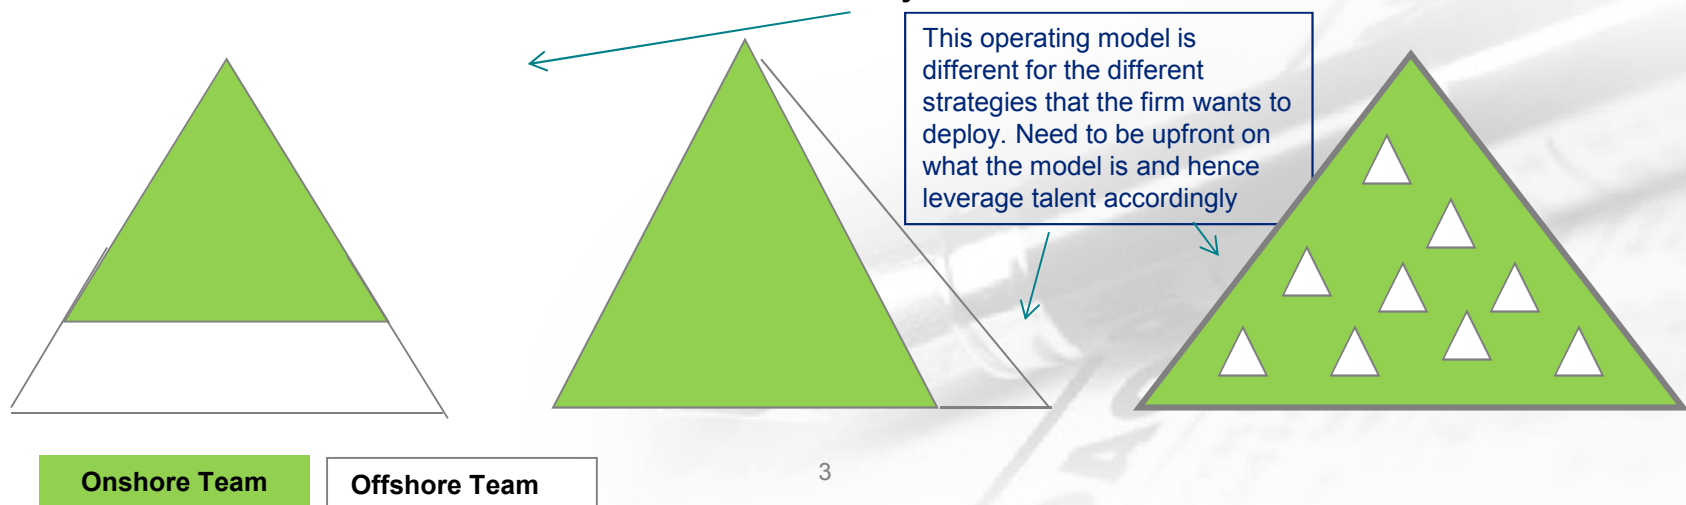 This operating model is
different for the different
strategies that the firm wants to
deploy. Need to be upfront on
what the model is and hence
leverage talent accordingly
Onshore Team
Offshore Team
3